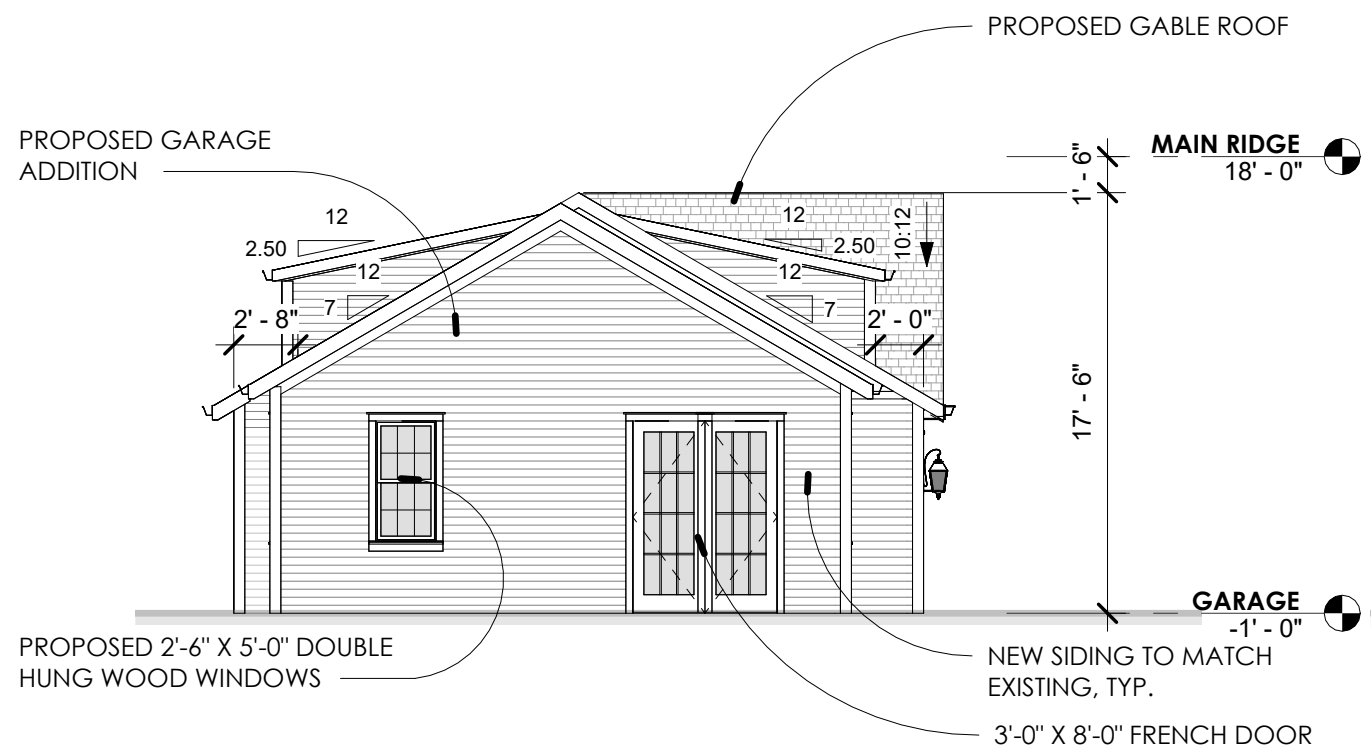 PROPOSED GABLE ROOF
PROPOSED GARAGE
ADDITION
MAIN RIDGE
18' - 0"
1' - 6"
12
2.50
12
2.50
10:12
12
7
12
7
2' - 8"
2' - 0"
17' - 6"
GARAGE
-1' - 0"
PROPOSED 2'-6" X 5'-0" DOUBLE
HUNG WOOD WINDOWS
NEW SIDING TO MATCH
EXISTING, TYP.
3'-0" X 8'-0" FRENCH DOOR